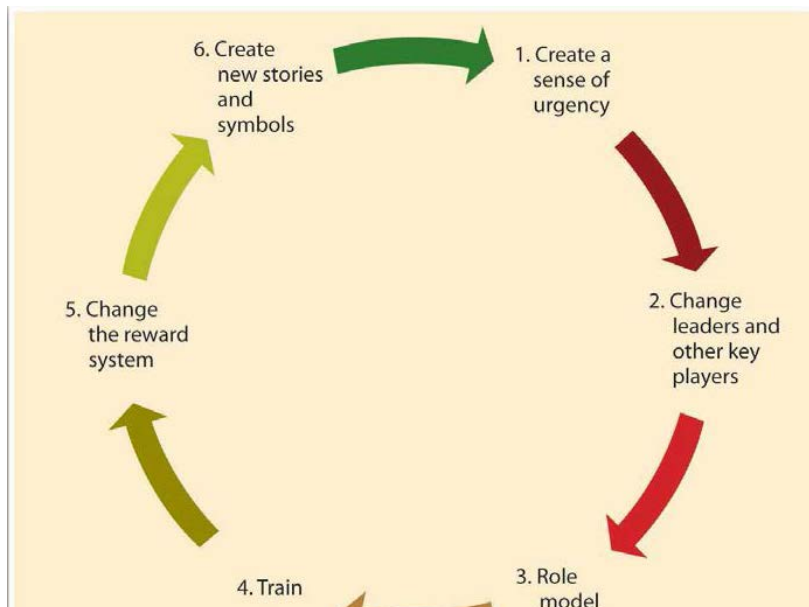 1. Create a
sense of
urgency
2. Change
leaders and
other key
players
3. Role
model
4. Train
5. Change
the reward
system
6. Create
new stories
and
symbols